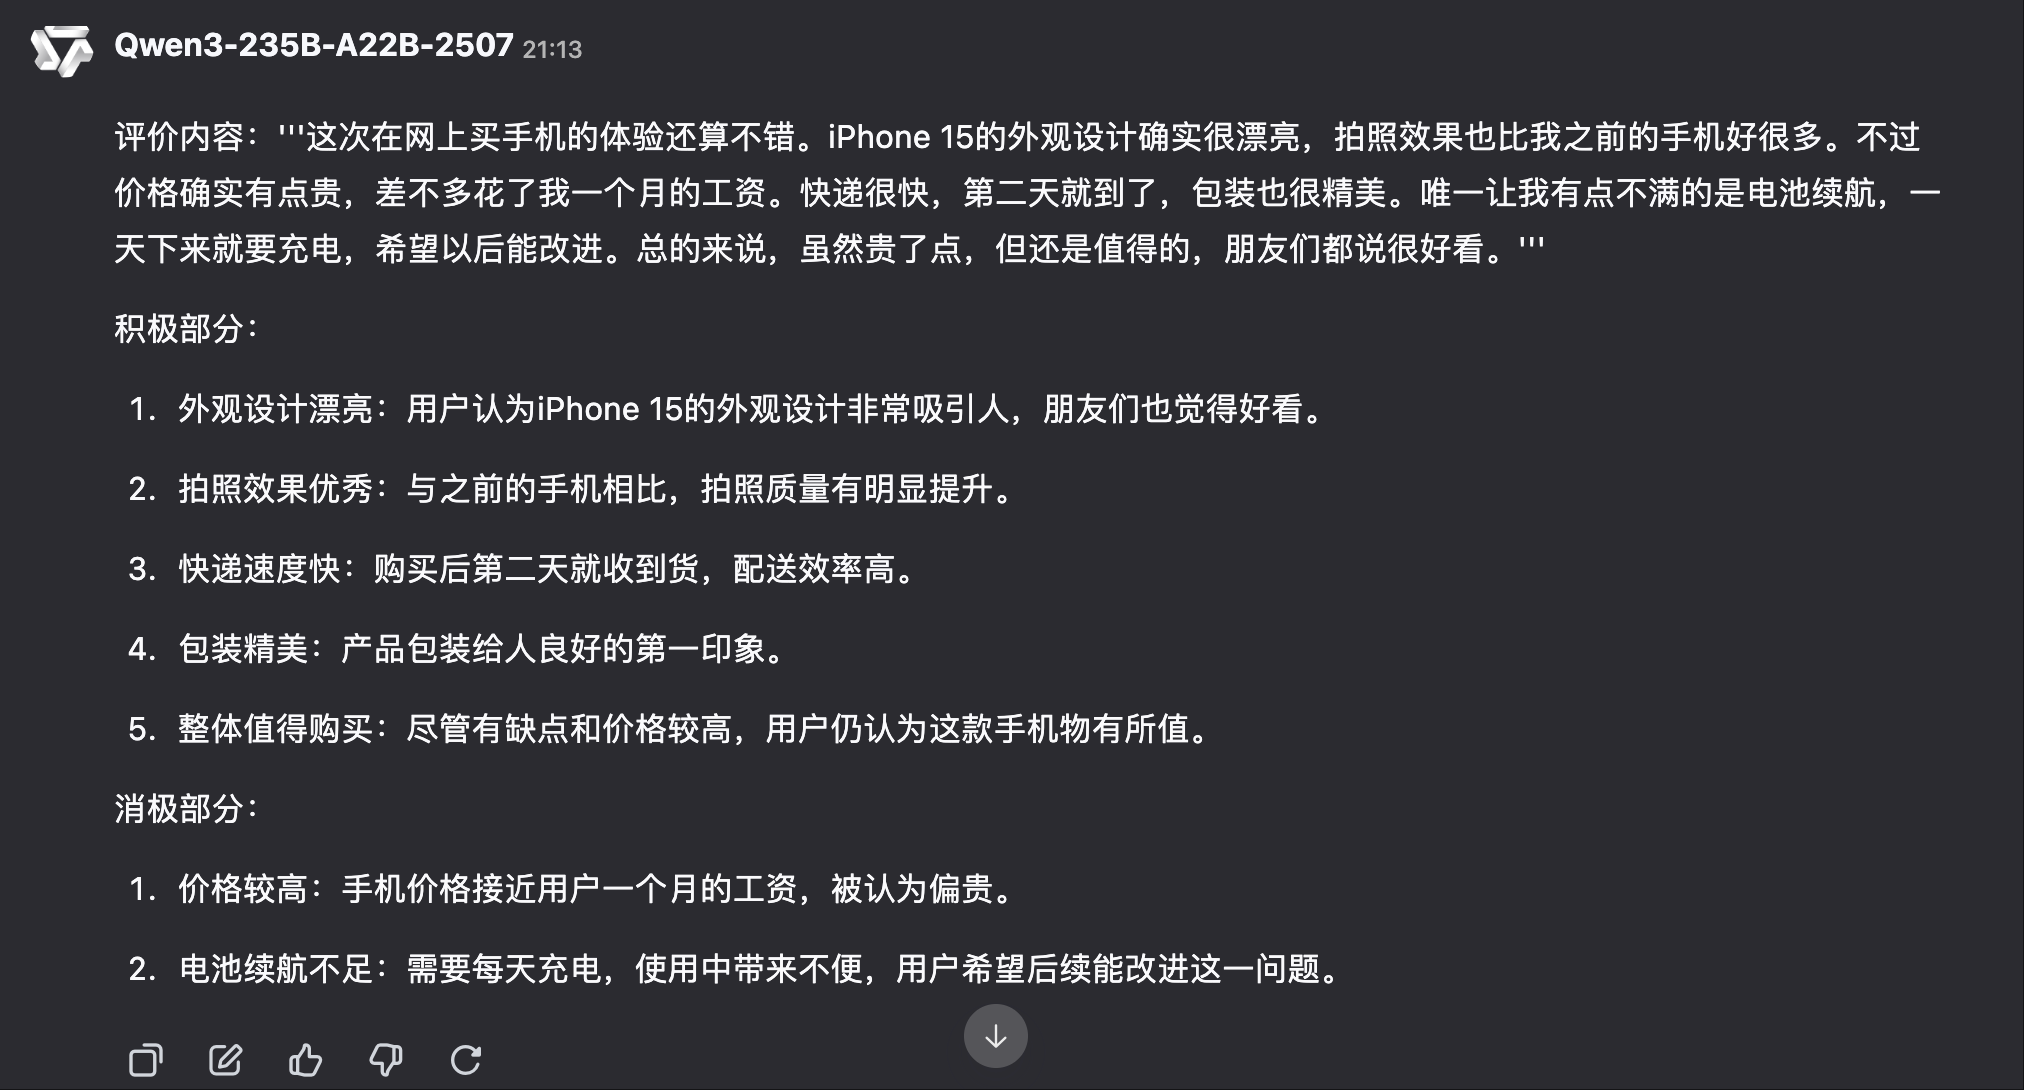 Qwen3-235B-A22B-2507 21:13
评价内容：'''这次在网上买手机的体验还算不错。iPhone 15的外观设计确实很漂亮，拍照效果也比我之前的手机好很多。不过
价格确实有点贵，差不多花了我一个月的工资。快递很快，第二天就到了，包装也很精美。唯一让我有点不满的是电池续航，一
天下来就要充电，希望以后能改进。总的来说，虽然贵了点，但还是值得的，朋友们都说很好看。'''
积极部分：
1. 外观设计漂亮：用户认为iPhone 15的外观设计非常吸引人，朋友们也觉得好看。
2. 拍照效果优秀：与之前的手机相比，拍照质量有明显提升。
3. 快递速度快：购买后第二天就收到货，配送效率高。
4. 包装精美：产品包装给人良好的第一印象。
5. 整体值得购买：尽管有缺点和价格较高，用户仍认为这款手机物有所值。
消极部分：
1. 价格较高：手机价格接近用户一个月的工资，被认为偏贵。
2. 电池续航不足：需要每天充电，使用中带来不便，用户希望后续能改进这一问题。